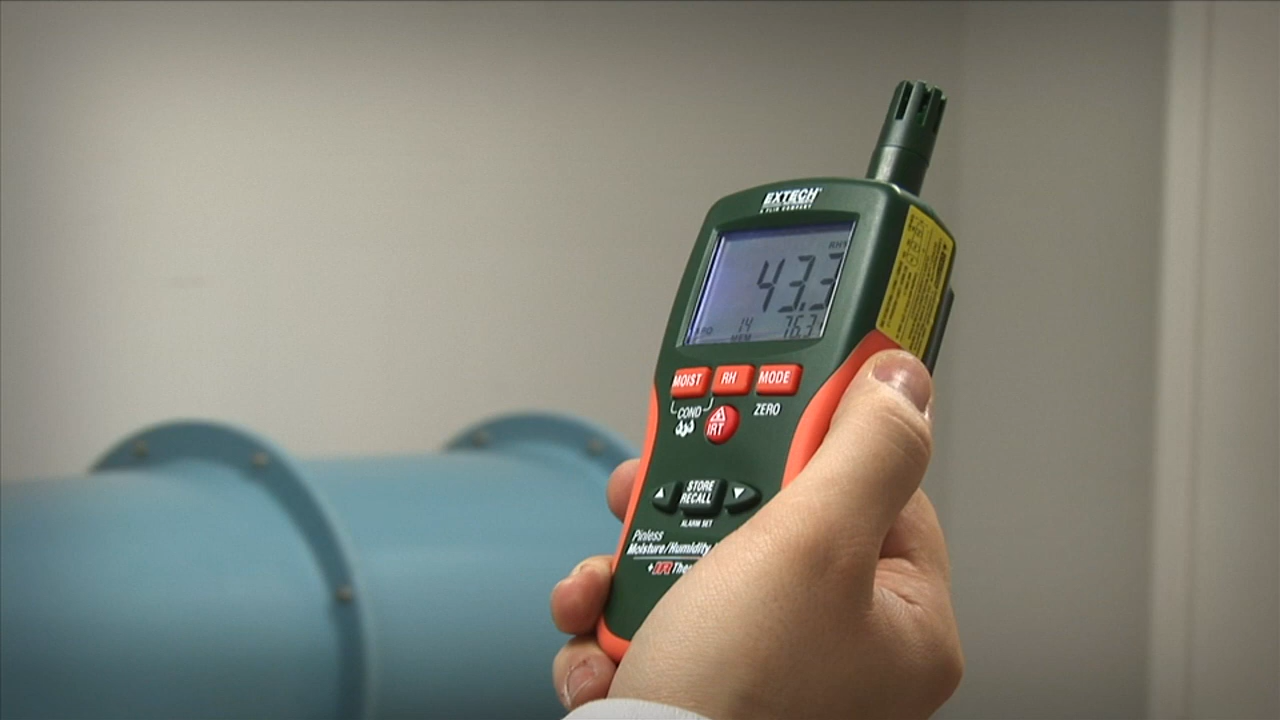 EXTECH
A FLIR COMPANY
RH%
43.3
14 76.3
MEM
MOIST RH MODE
COND ZERO
IRT
STORE
RECALL
ALARM SET
Pinless
Moisture/Humidity
+ IR